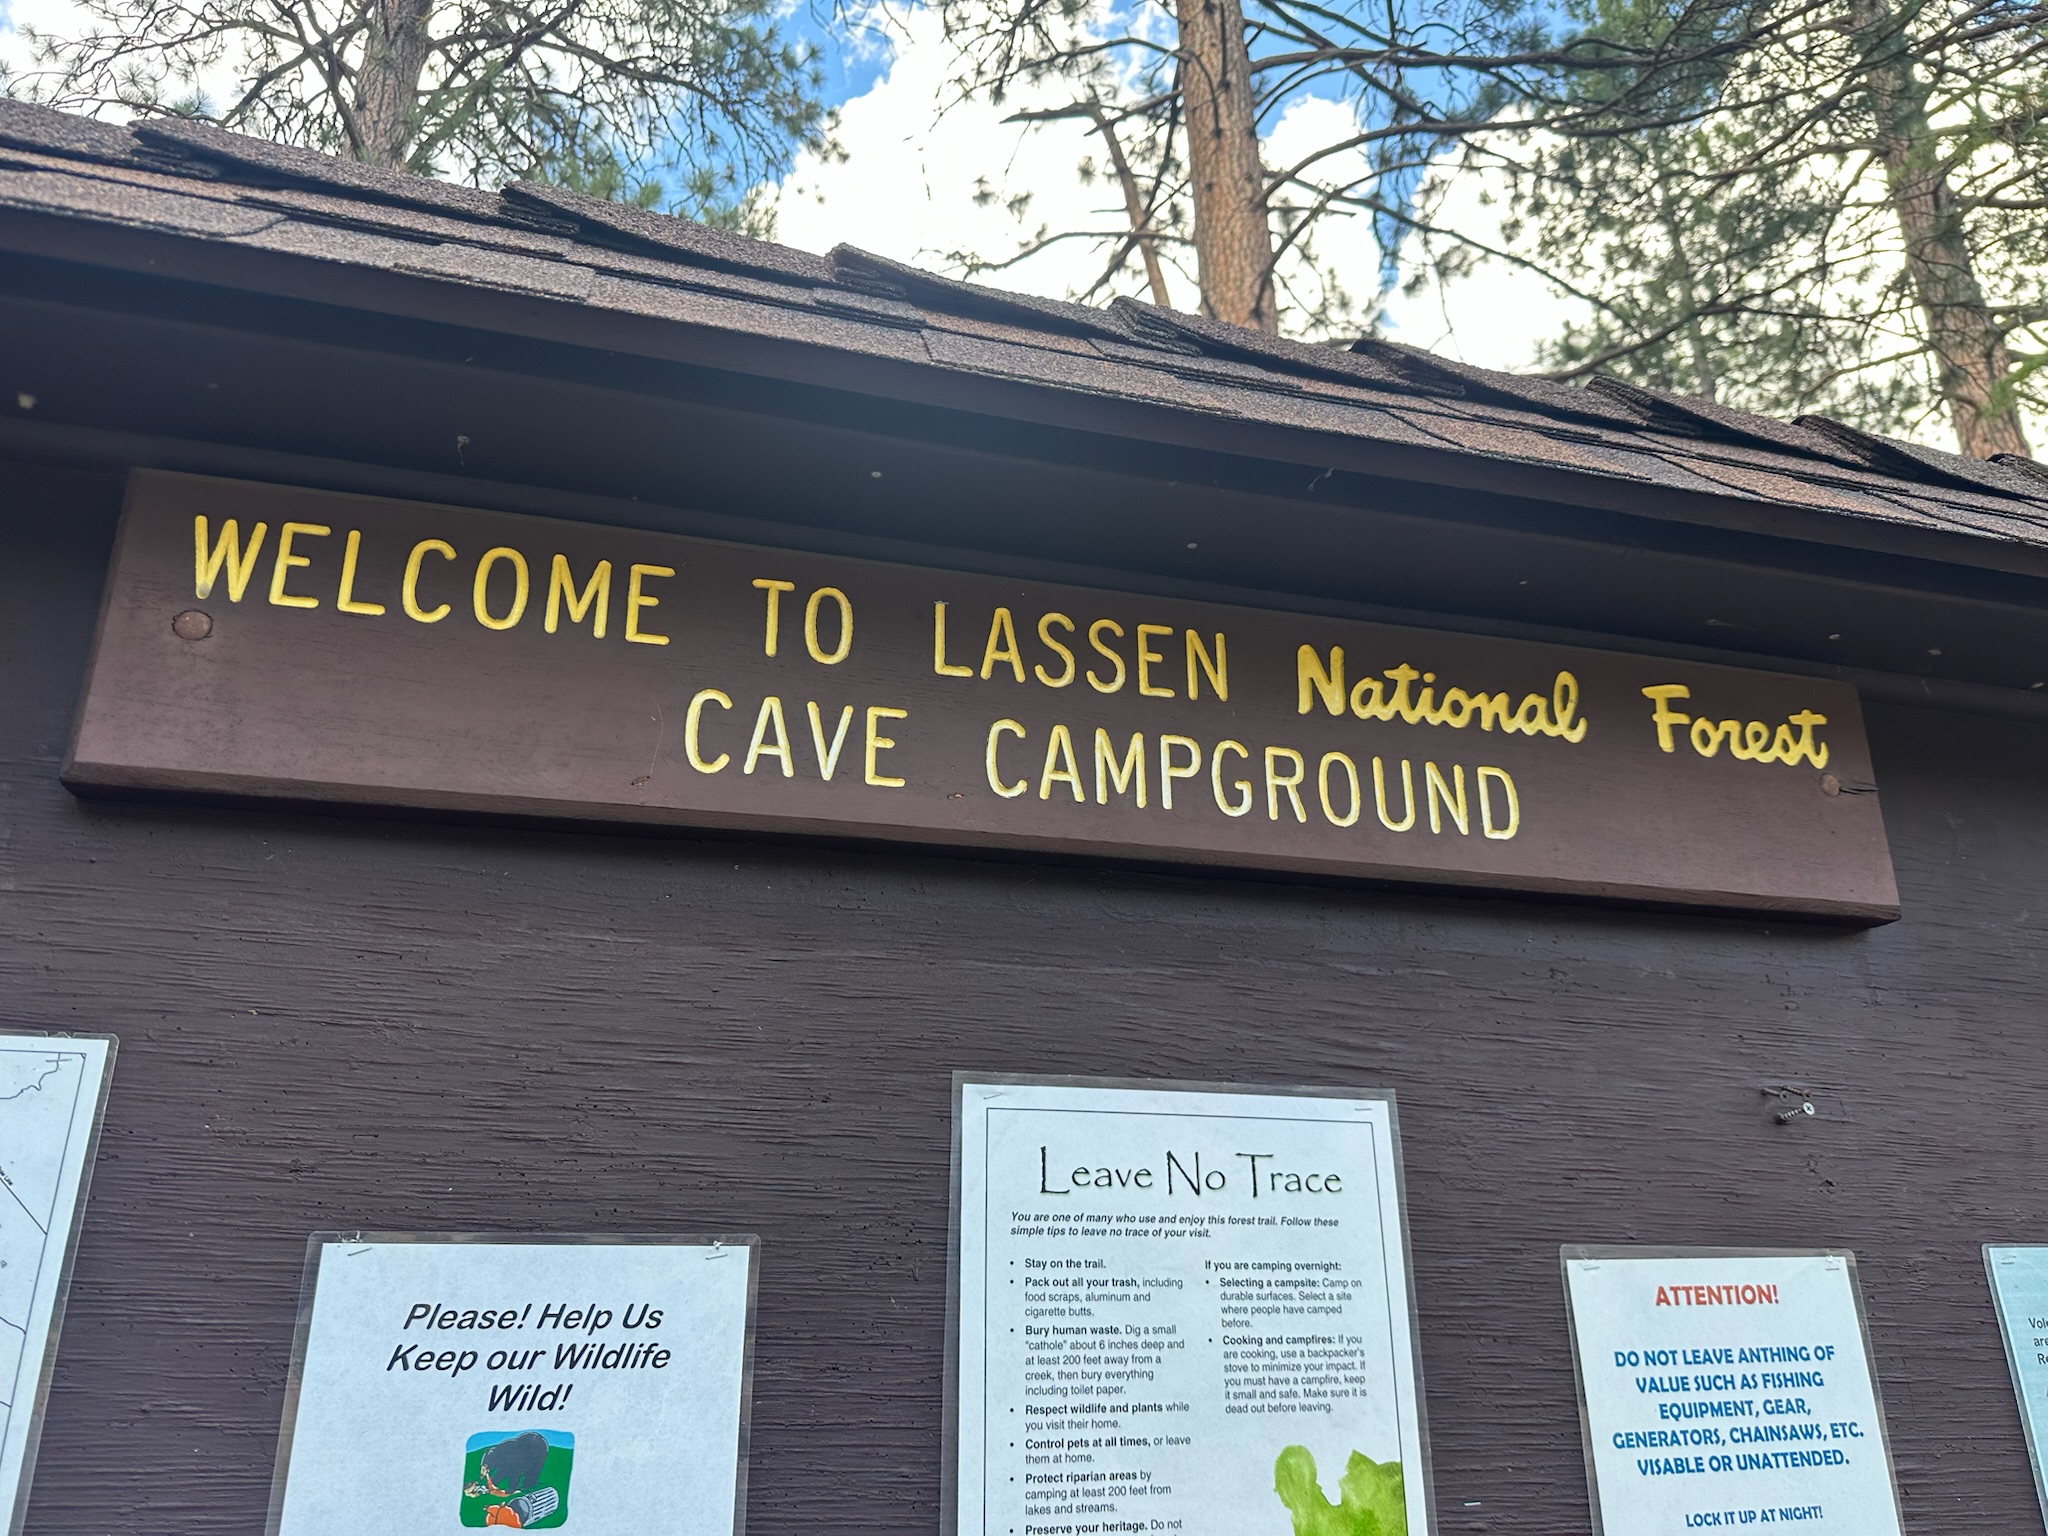 WELCOME TO LASSEN National Forest
CAVE CAMPGROUND
Please! Help Us
Keep our Wildlife
Wild!
Leave No Trace
You are one of many who use and enjoy this forest trail. Follow these
simple tips to leave no trace of your visit.
• Stay on the trail.
• Pack out all your trash, including
food scraps, aluminum and
cigarette butts.
• Bury human waste. Dig a small
"cathole" about 6 inches deep and
at least 200 feet away from a
creek, then bury everything
including toilet paper.
• Respect wildlife and plants while
you visit their home.
• Control pets at all times, or leave
them at home.
• Protect riparian areas by
camping at least 200 feet from
lakes and streams.
• Preserve your heritage. Do not
If you are camping overnight:
• Selecting a campsite: Camp on
durable surfaces. Select a site
where people have camped
before.
• Cooking and campfires: If you
are cooking, use a backpacker's
stove to minimize your impact. If
you must have a campfire, keep
it small and safe. Make sure it is
dead out before leaving.
ATTENTION!
DO NOT LEAVE ANTHING OF
VALUE SUCH AS FISHING
EQUIPMENT, GEAR,
GENERATORS, CHAINSAWS, ETC.
VISABLE OR UNATTENDED.
LOCK IT UP AT NIGHT!